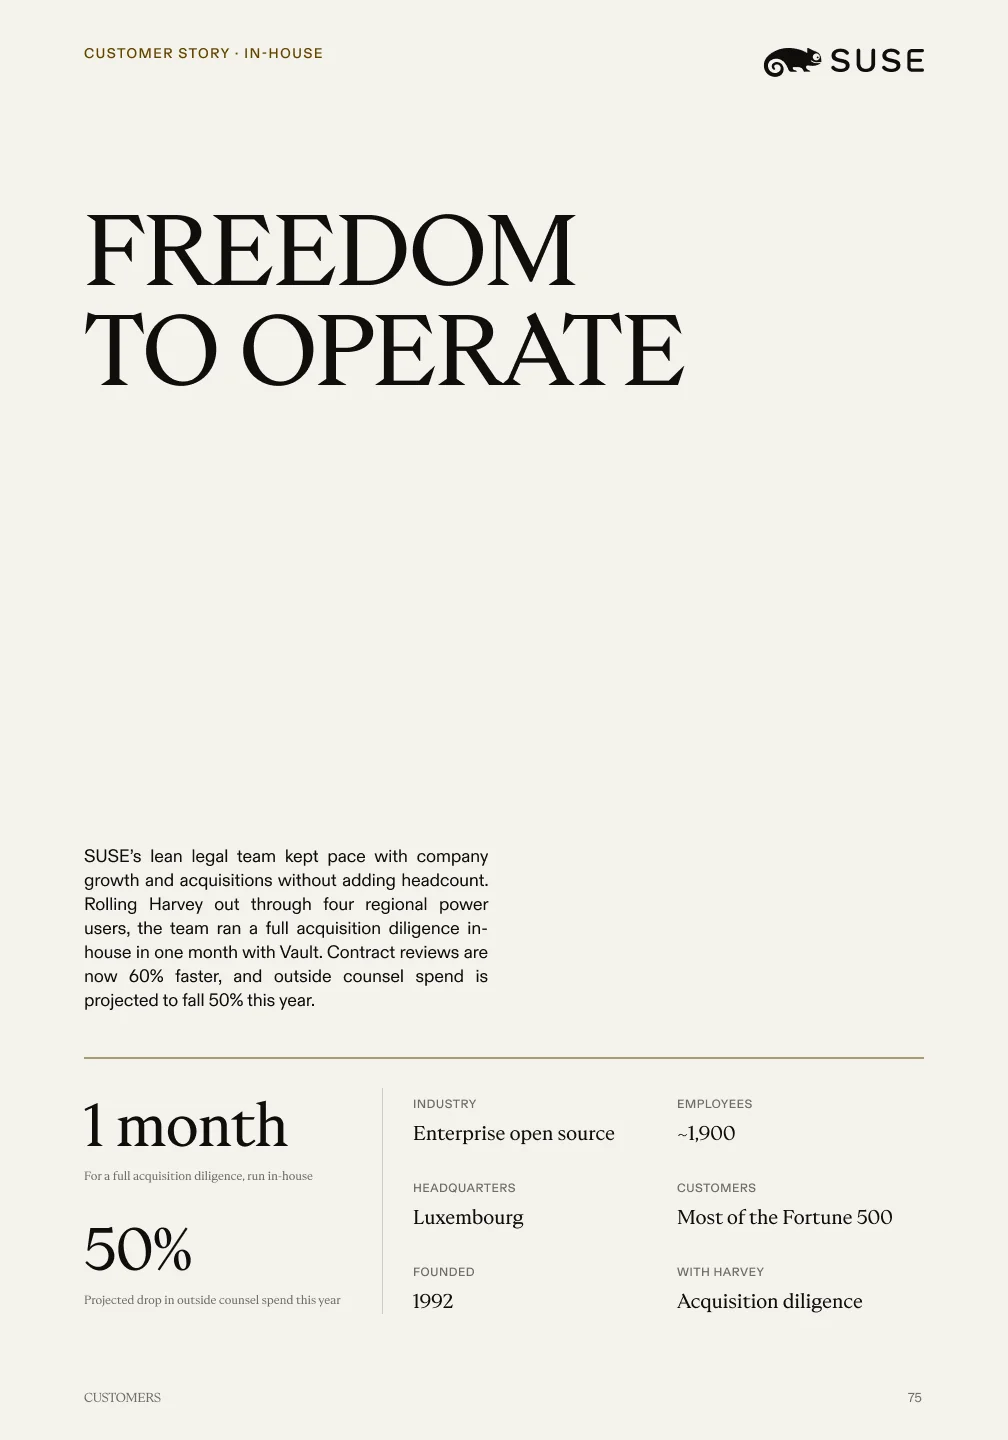 CUSTOMER STORY · IN-HOUSE
SUSE
FREEDOM
TO OPERATE
SUSE’s lean legal team kept pace with company
growth and acquisitions without adding headcount.
Rolling Harvey out through four regional power
users, the team ran a full acquisition diligence in-
house in one month with Vault. Contract reviews are
now 60% faster, and outside counsel spend is
projected to fall 50% this year.
1 month
For a full acquisition diligence, run in-house
50%
Projected drop in outside counsel spend this year
INDUSTRY
Enterprise open source
HEADQUARTERS
Luxembourg
FOUNDED
1992
EMPLOYEES
~1,900
CUSTOMERS
Most of the Fortune 500
WITH HARVEY
Acquisition diligence
CUSTOMERS
75